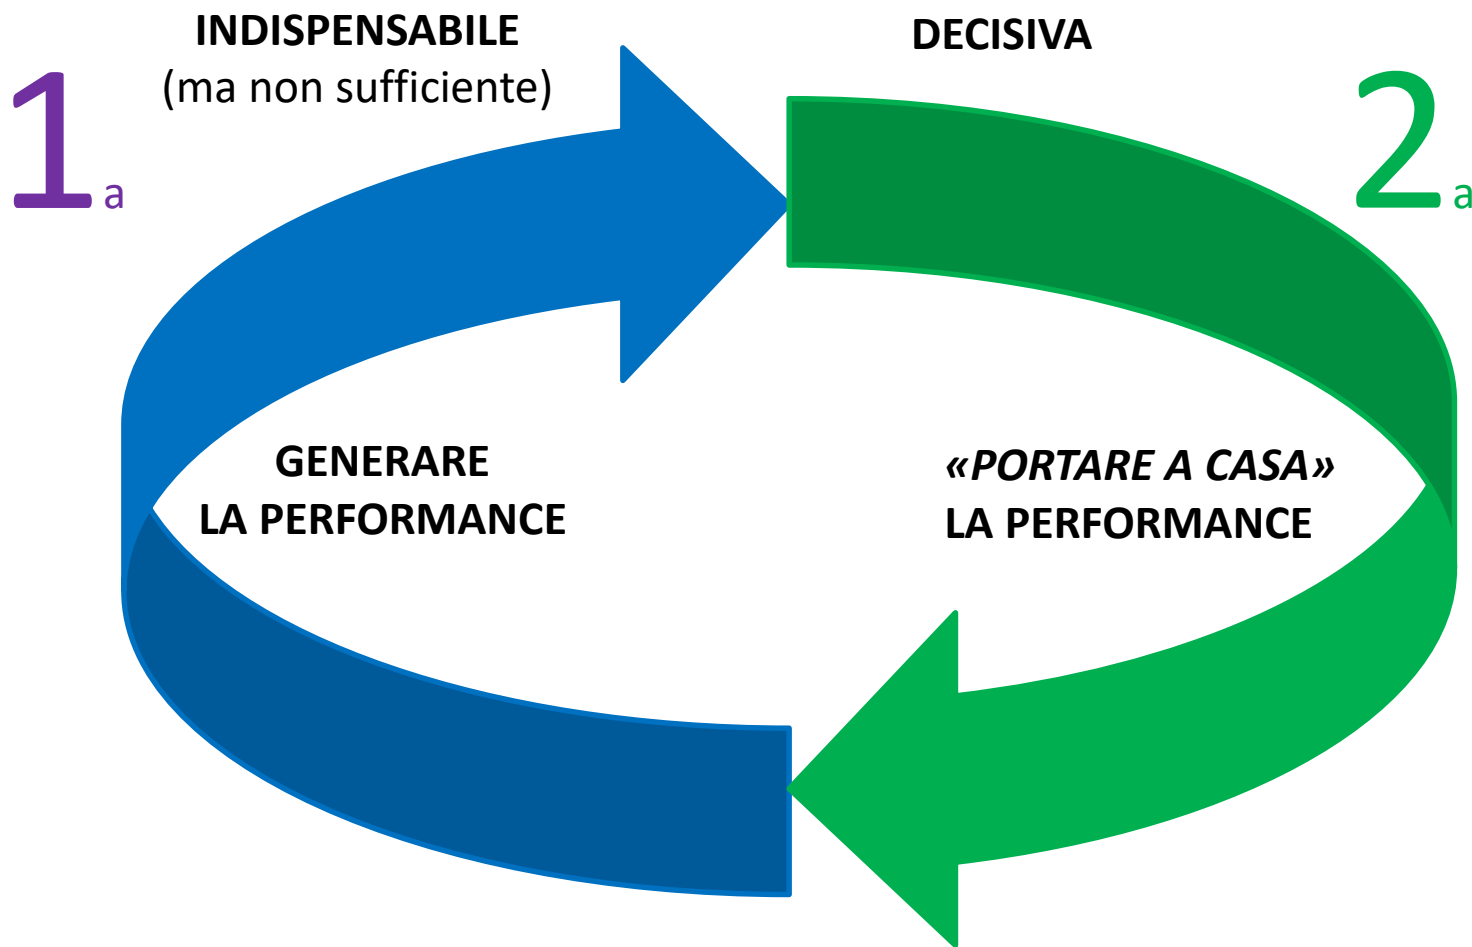 INDISPENSABILE
(ma non sufficiente)
1a
DECISIVA
2a
GENERARE
LA PERFORMANCE
«PORTARE A CASA»
LA PERFORMANCE